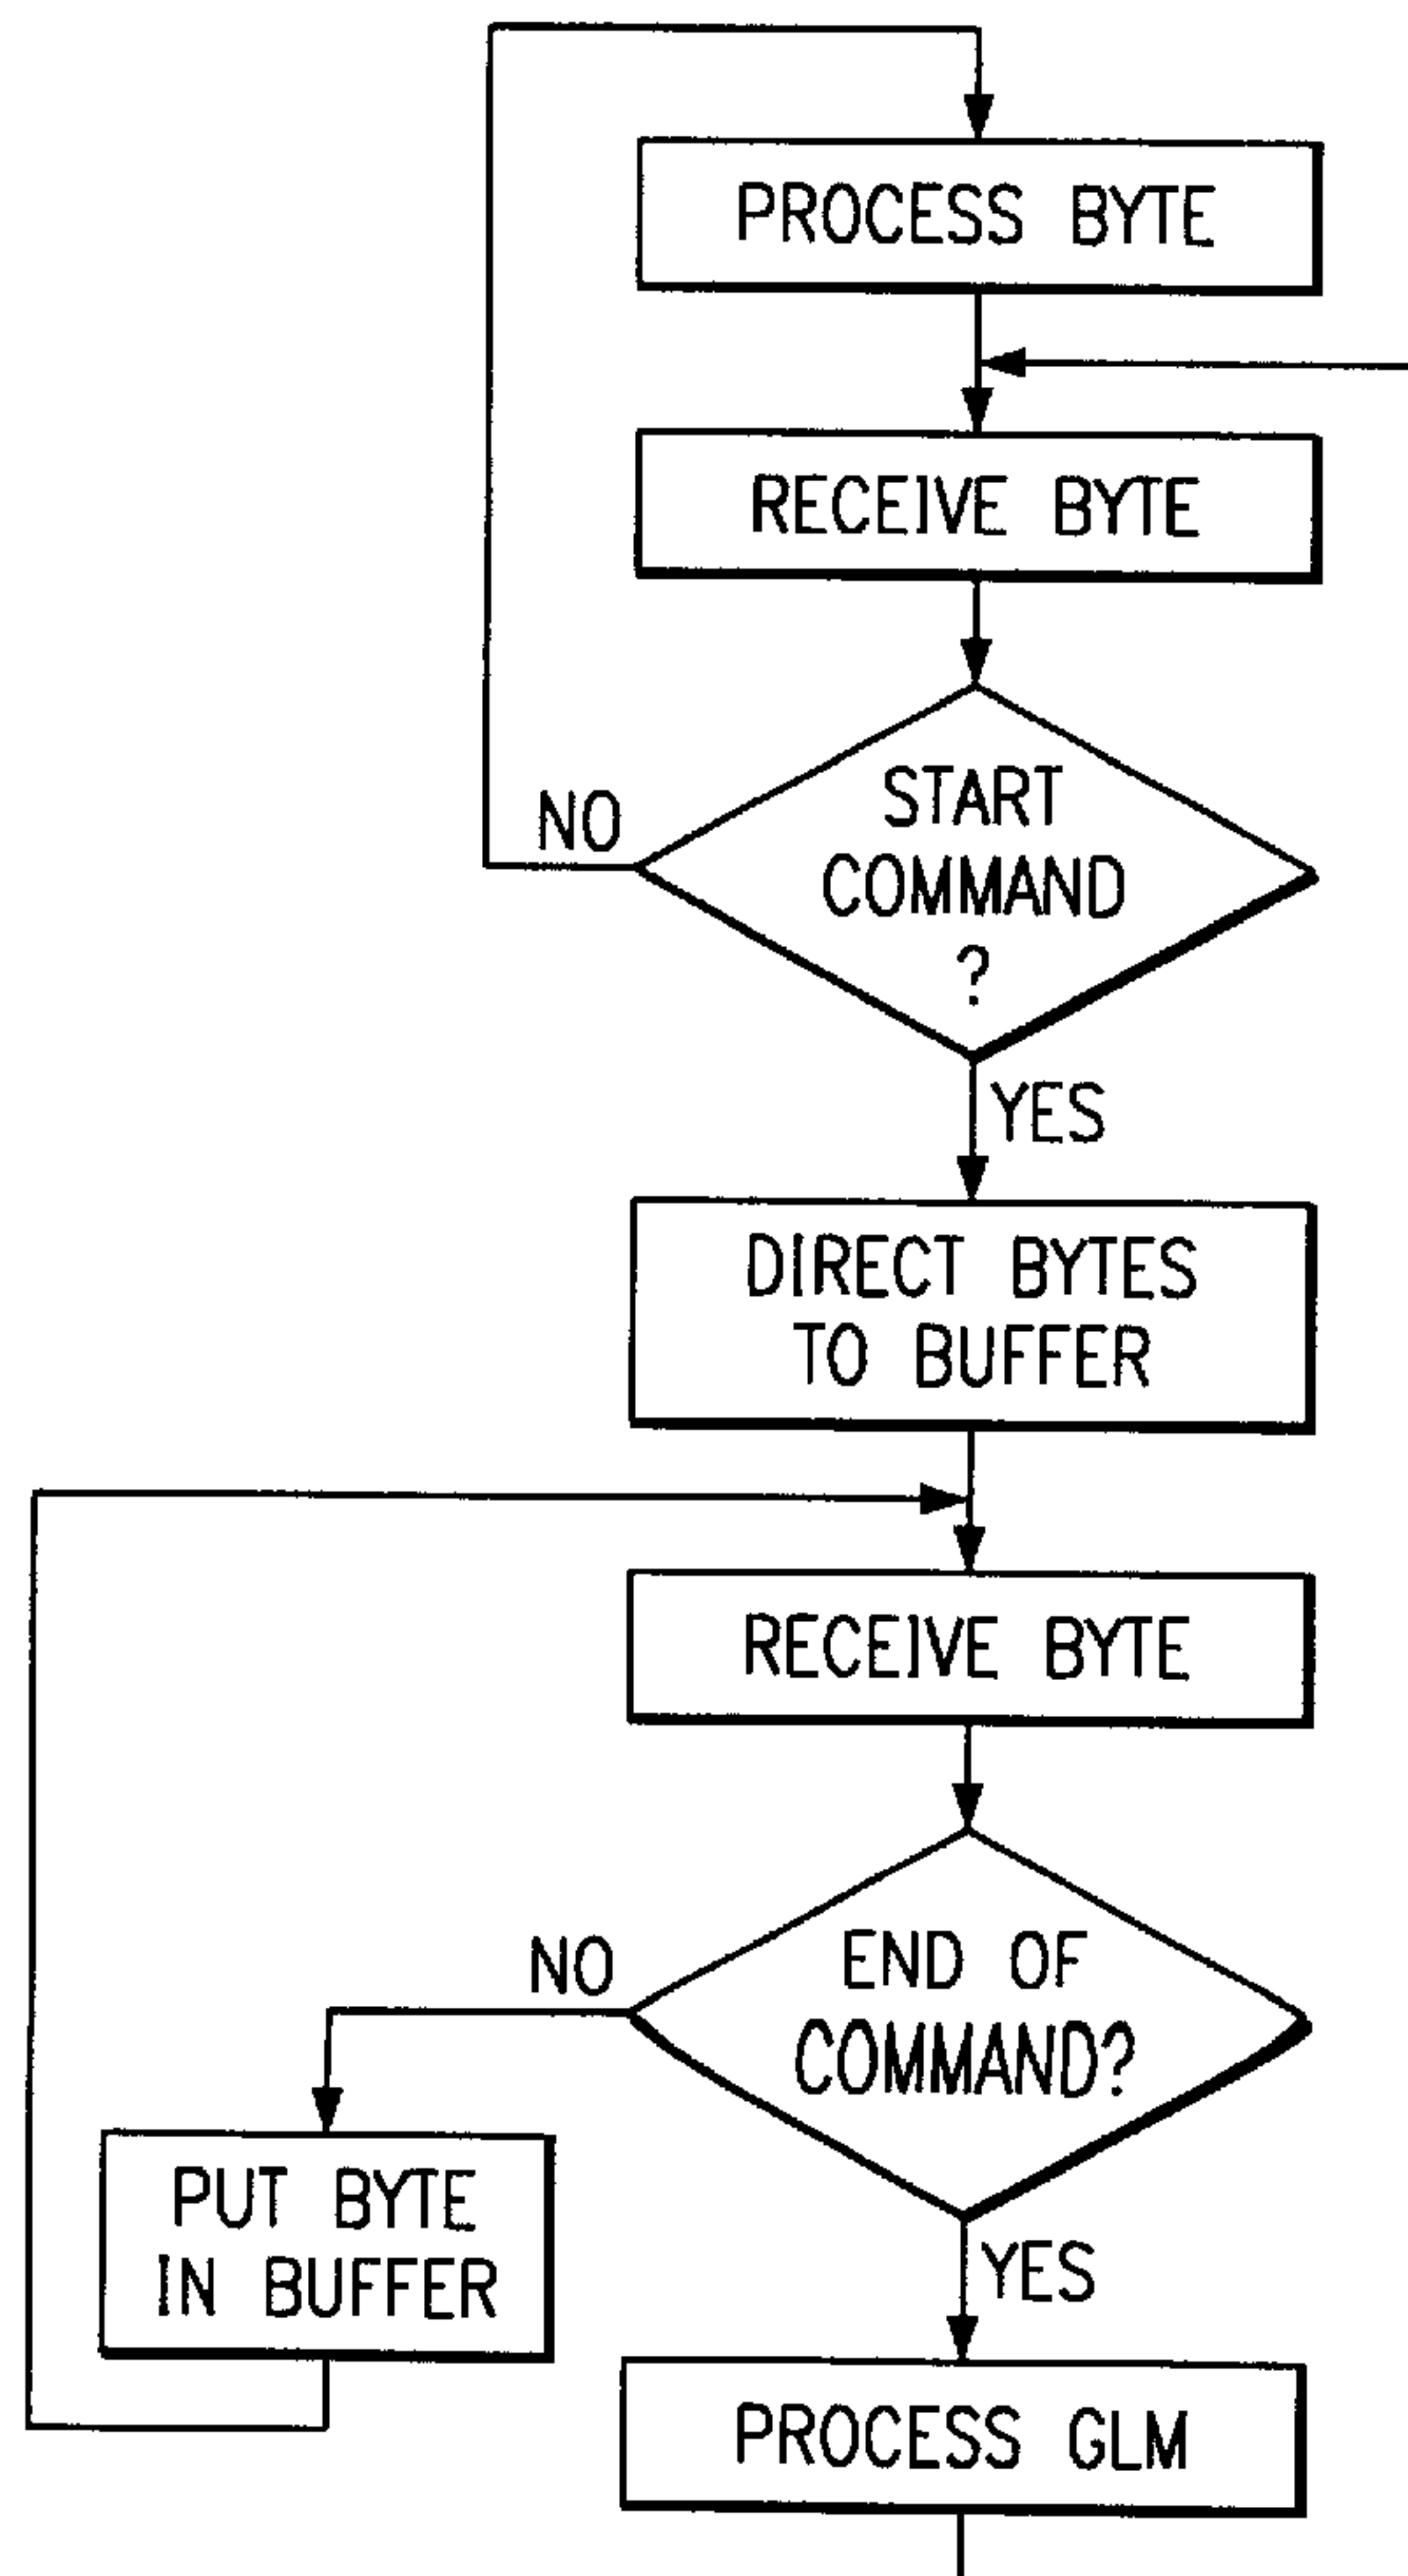 PROCESS BYTE
RECEIVE BYTE
START
COMMAND
?
NO
YES
DIRECT BYTES
TO BUFFER
RECEIVE BYTE
END OF
COMMAND?
NO
YES
PUT BYTE
IN BUFFER
PROCESS GLM